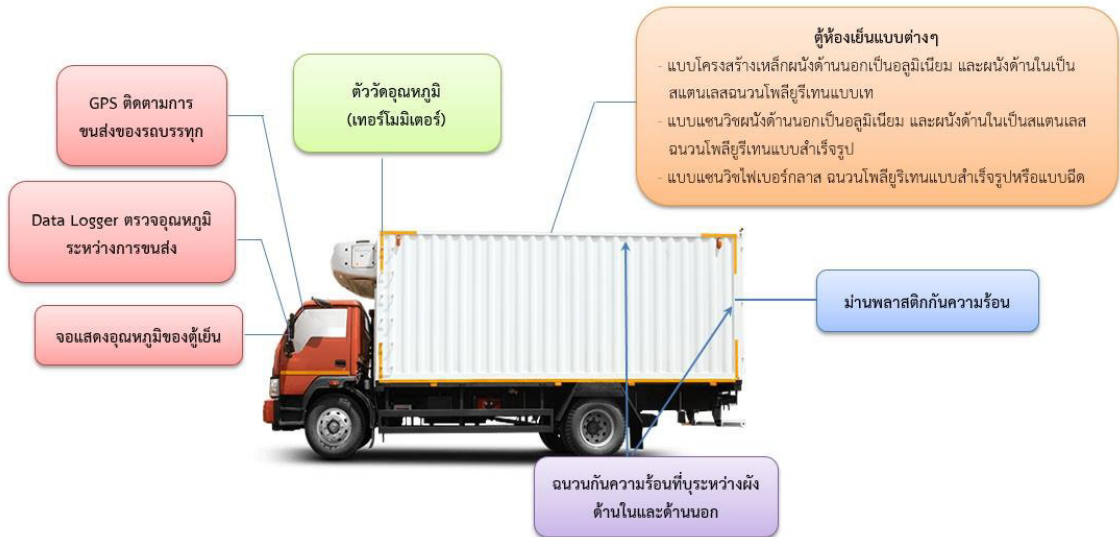 ตู้ห้องเย็นแบบต่างๆ
- แบบโครงสร้างเหล็กผนังด้านนอกเป็นอลูมิเนียม และผนังด้านในเป็น
สแตนเลสฉนวนโพลียูรีเทนแบบเท
- แบบแซนวิชผนังด้านนอกเป็นอลูมิเนียม และผนังด้านในเป็นสแตนเลส
ฉนวนโพลียูรีเทนแบบสำเร็จรูป
- แบบแซนวิชไฟเบอร์กลาส ฉนวนโพลียูริเทนแบบสำเร็จรูปหรือแบบฉีด
ตัววัดอุณหภูมิ
(เทอร์โมมิเตอร์)
GPS ติดตามการ
ขนส่งของรถบรรทุก
Data Logger ตรวจอุณหภูมิ
ระหว่างการขนส่ง
จอแสดงอุณหภูมิของตู้เย็น
ม่านพลาสติกกันความร้อน
ฉนวนกันความร้อนที่บุระหว่างผัง
ด้านในและด้านนอก